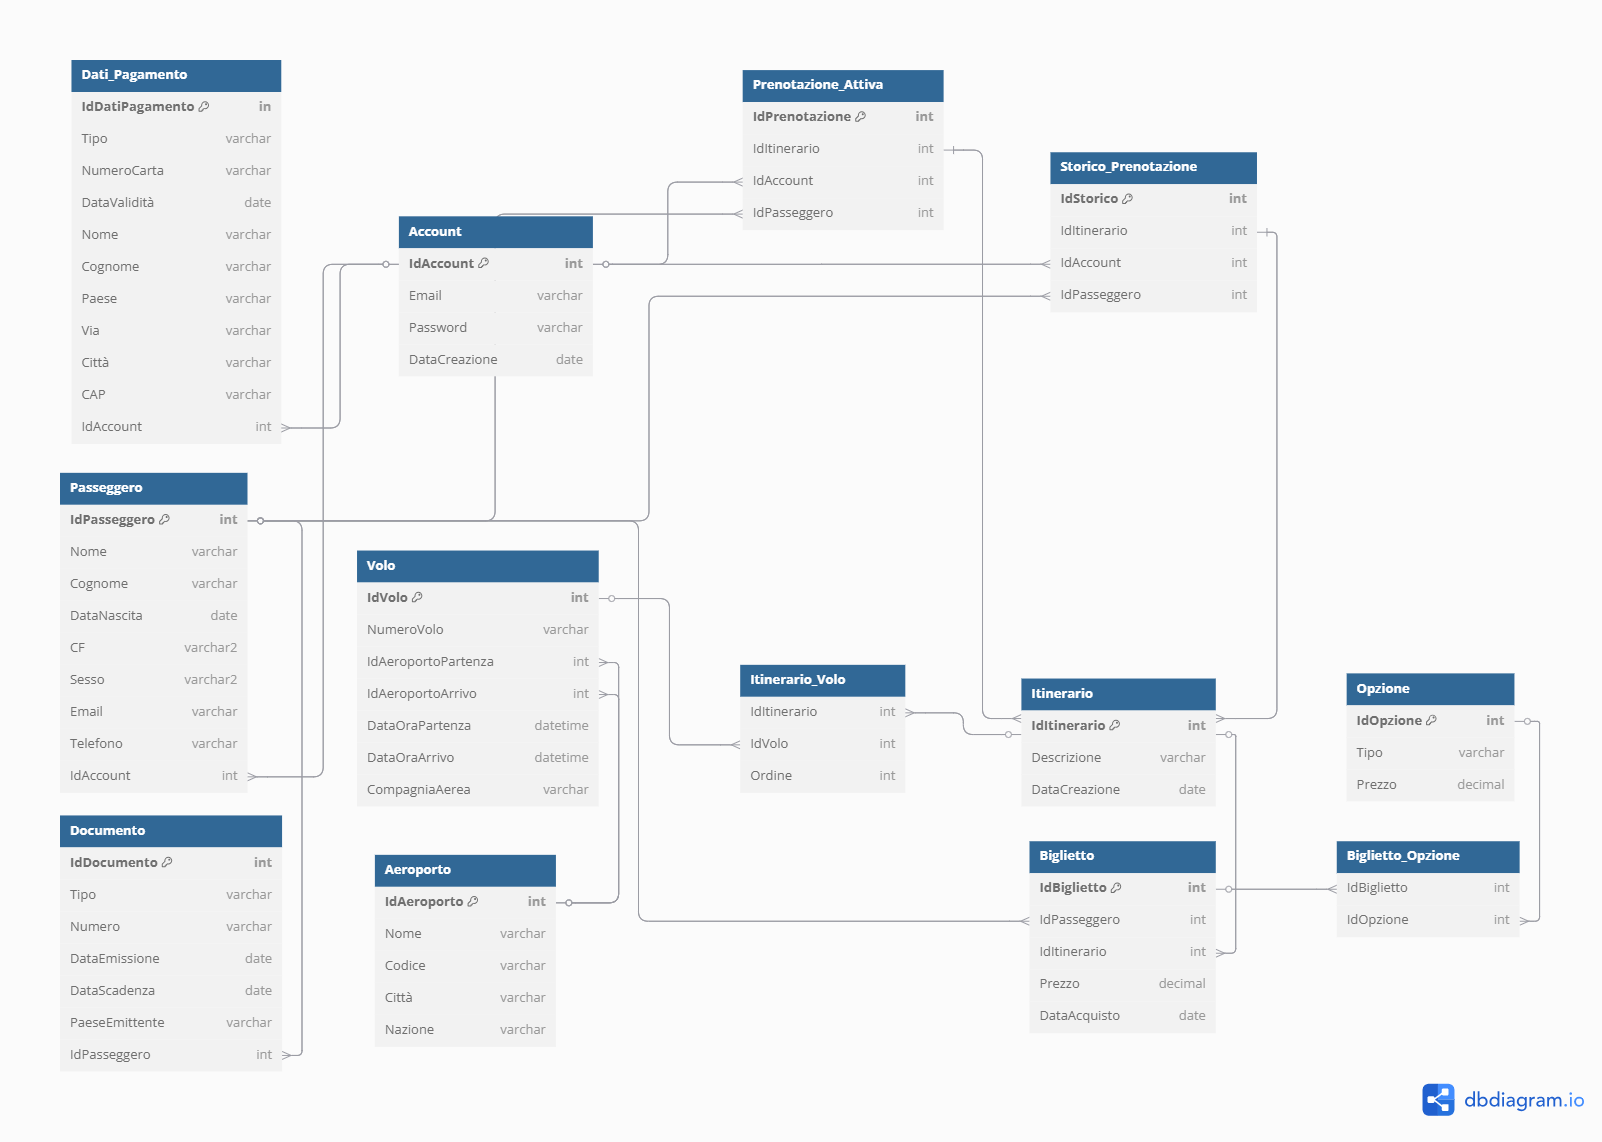 Dati_Pagamento
IdDatiPagamento in
Tipo varchar
NumeroCarta varchar
DataValidità date
Nome varchar
Cognome varchar
Paese varchar
Via varchar
Città varchar
CAP varchar
IdAccount int
Account
IdAccount int
Email varchar
Password varchar
DataCreazione date
Prenotazione_Attiva
IdPrenotazione int
IdItinerario int
IdAccount int
IdPasseggero int
Storico_Prenotazione
IdStorico int
IdItinerario int
IdAccount int
IdPasseggero int
Passeggero
IdPasseggero int
Nome varchar
Cognome varchar
DataNascita date
CF varchar2
Sesso varchar2
Email varchar
Telefono varchar
IdAccount int
Volo
IdVolo int
NumeroVolo varchar
IdAeroportoPartenza int
IdAeroportoArrivo int
DataOraPartenza datetime
DataOraArrivo datetime
CompagniaAerea varchar
Itinerario_Volo
IdItinerario int
IdVolo int
Ordine int
Itinerario
IdItinerario int
Descrizione varchar
DataCreazione date
Opzione
IdOpzione int
Tipo varchar
Prezzo decimal
Documento
IdDocumento int
Tipo varchar
Numero varchar
DataEmissione date
DataScadenza date
PaeseEmittente varchar
IdPasseggero int
Aeroporto
IdAeroporto int
Nome varchar
Codice varchar
Città varchar
Nazione varchar
Biglietto
IdBiglietto int
IdPasseggero int
IdItinerario int
Prezzo decimal
DataAcquisto date
Biglietto_Opzione
IdBiglietto int
IdOpzione int
dbdiagram.io